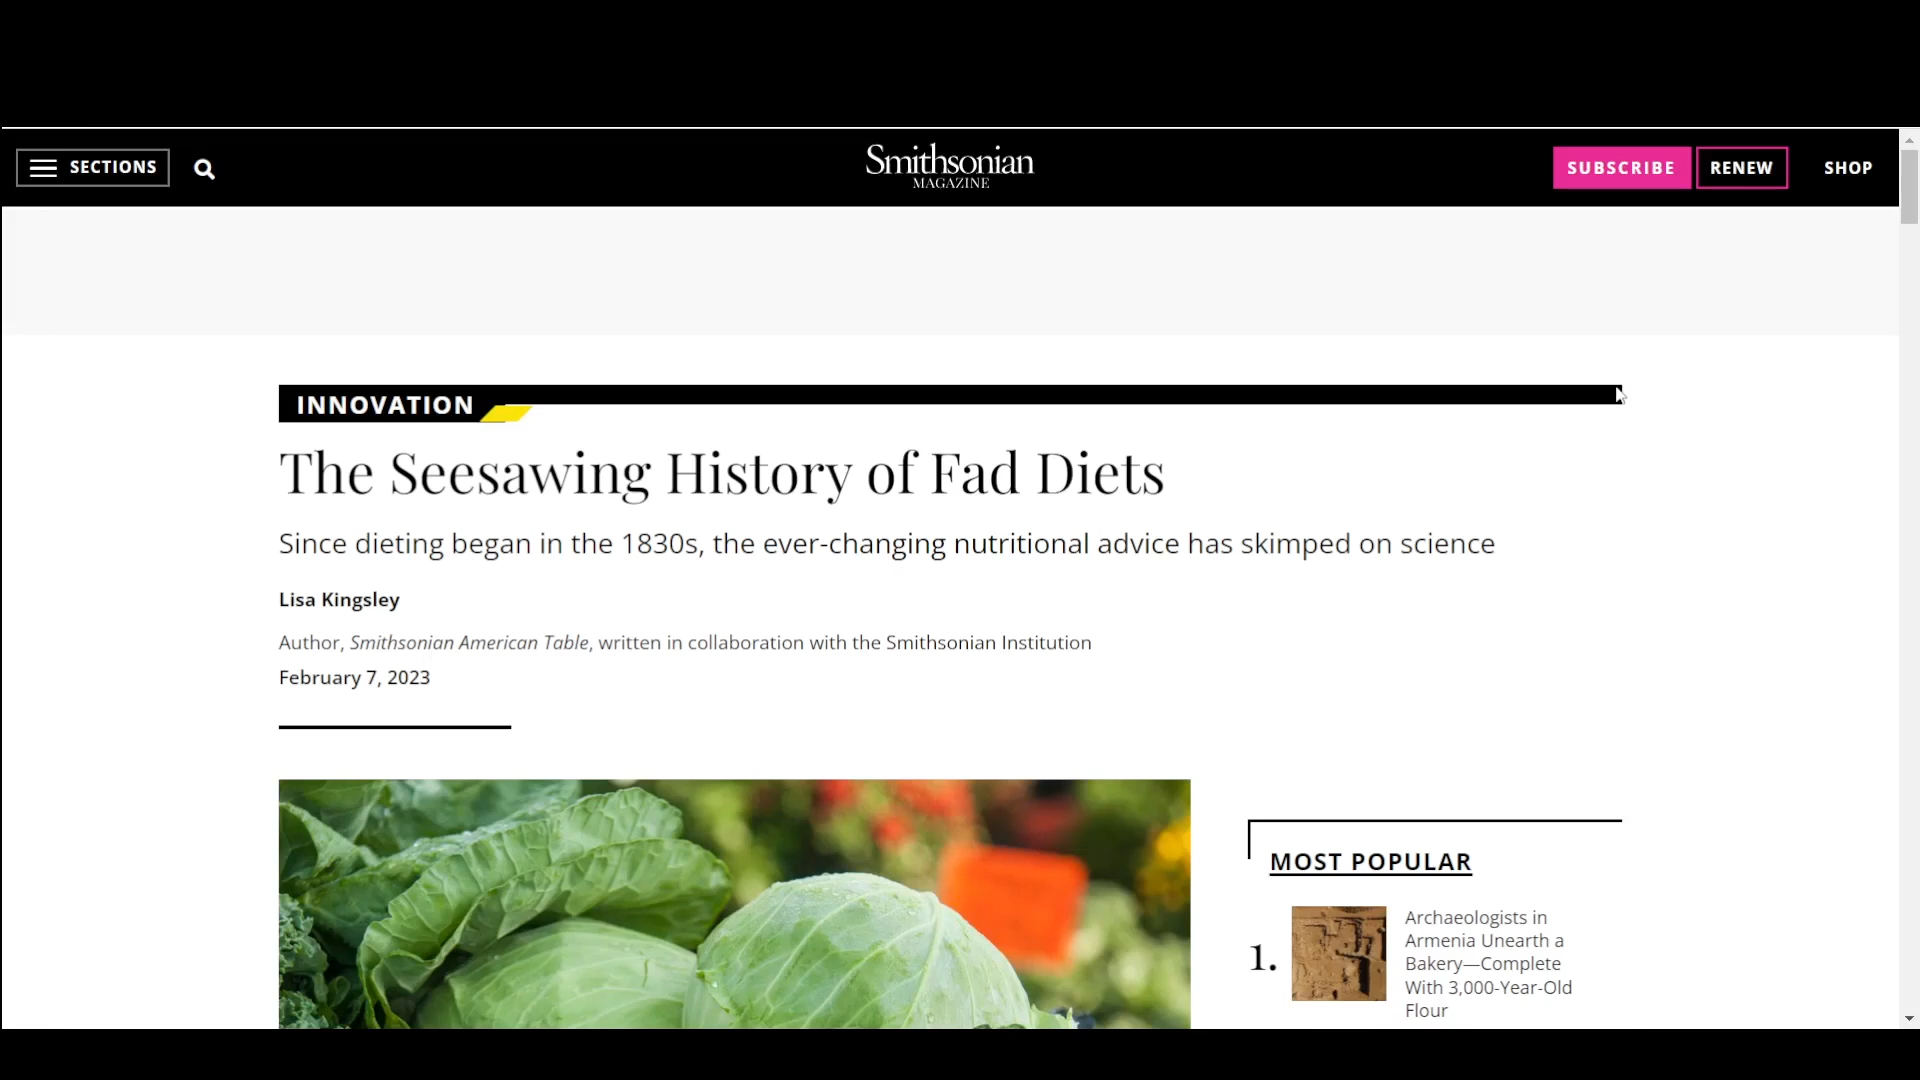 SECTIONS
Smithsonian
MAGAZINE
SUBSCRIBE
RENEW
SHOP
INNOVATION
The Seesawing History of Fad Diets
Since dieting began in the 1830s, the ever-changing nutritional advice has skimped on science
Lisa Kingsley
Author, Smithsonian American Table, written in collaboration with the Smithsonian Institution
February 7, 2023
MOST POPULAR
1.
Archaeologists in
Armenia Unearth a
Bakery—Complete
With 3,000-Year-Old
Flour